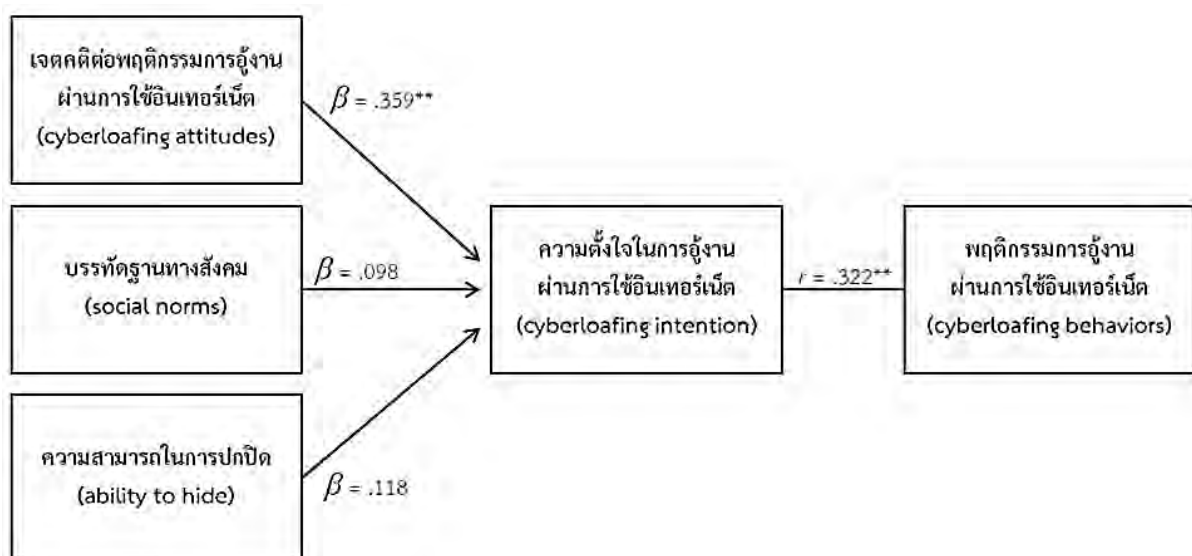 เจตคติต่อพฤติกรรมการอู้งาน
ผ่านการใช้อินเทอร์เน็ต
(cyberloafing attitudes)
β = .359**
บรรทัดฐานทางสังคม
(social norms)
β = .098
ความสามารถในการปกปิด
(ability to hide)
β = .118
ความตั้งใจในการอู้งาน
ผ่านการใช้อินเทอร์เน็ต
(cyberloafing intention)
r = .322**
พฤติกรรมการอู้งาน
ผ่านการใช้อินเทอร์เน็ต
(cyberloafing behaviors)